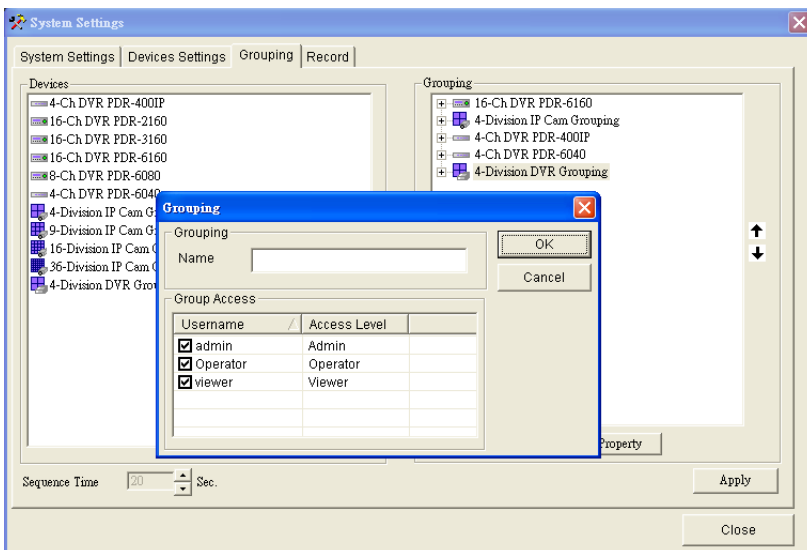 System Settings
System Settings Devices Settings Grouping Record
Devices
4-Ch DVR PDR-400IP
16-Ch DVR PDR-2160
16-Ch DVR PDR-3160
16-Ch DVR PDR-6160
8-Ch DVR PDR-6080
4-Ch DVR PDR-6040
4-Division IP Cam G
9-Division IP Cam G
16-Division IP Cam
36-Division IP Cam
4-Division DVR Grou
Grouping
16-Ch DVR PDR-6160
4-Division IP Cam Grouping
4-Ch DVR PDR-400IP
4-Ch DVR PDR-6040
4-Division DVR Grouping
Grouping
Grouping
Name
OK
Cancel
Group Access
Username Access Level
admin Admin
Operator Operator
viewer Viewer
Property
Sequence Time 20 Sec.
Apply
Close